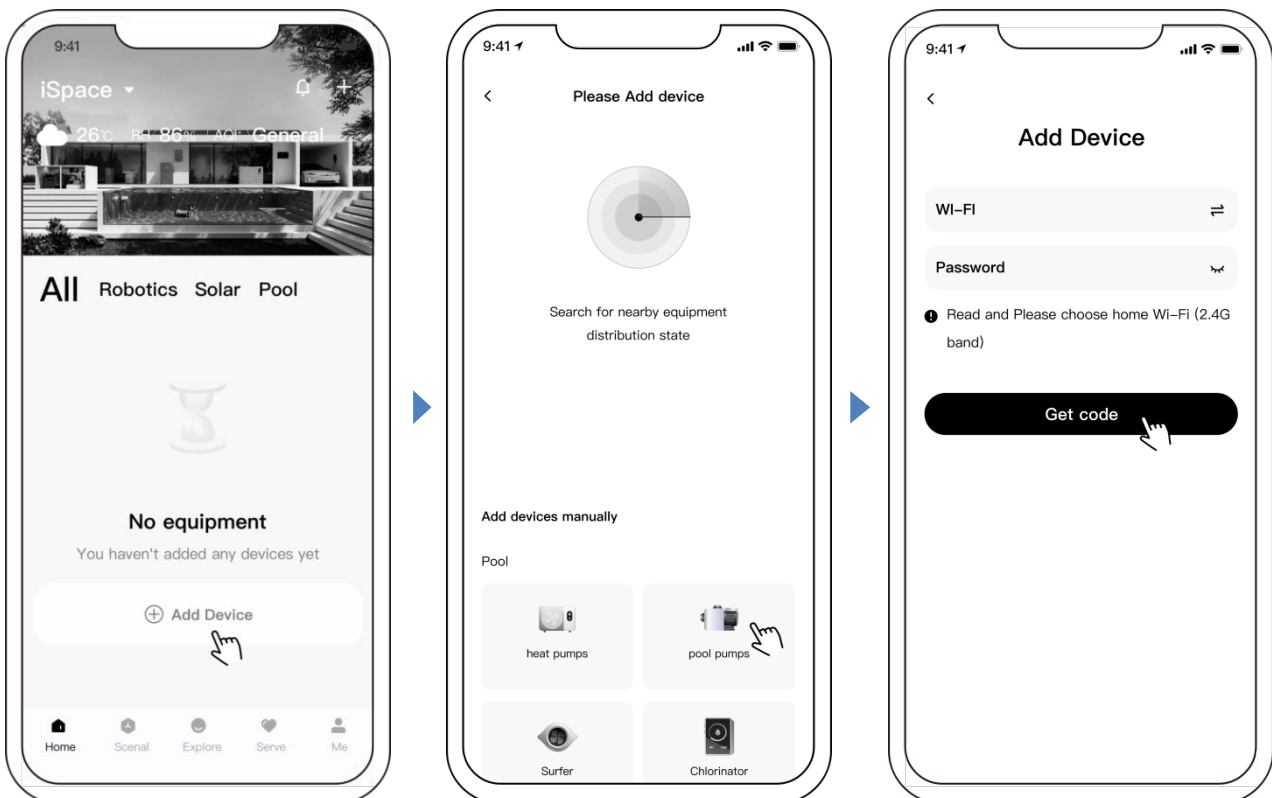 9:41
iSpace
26°C RH 86% AQI General
All Robotics Solar Pool
No equipment
You haven't added any devices yet
Add Device
Home Scenal Explore Serve Me
9:41
Please Add device
Search for nearby equipment
distribution state
Add devices manually
Pool
heat pumps pool pumps
Surfer Chlorinator
9:41
Add Device
WI-FI
Password
Read and Please choose home Wi-Fi (2.4G
band)
Get code